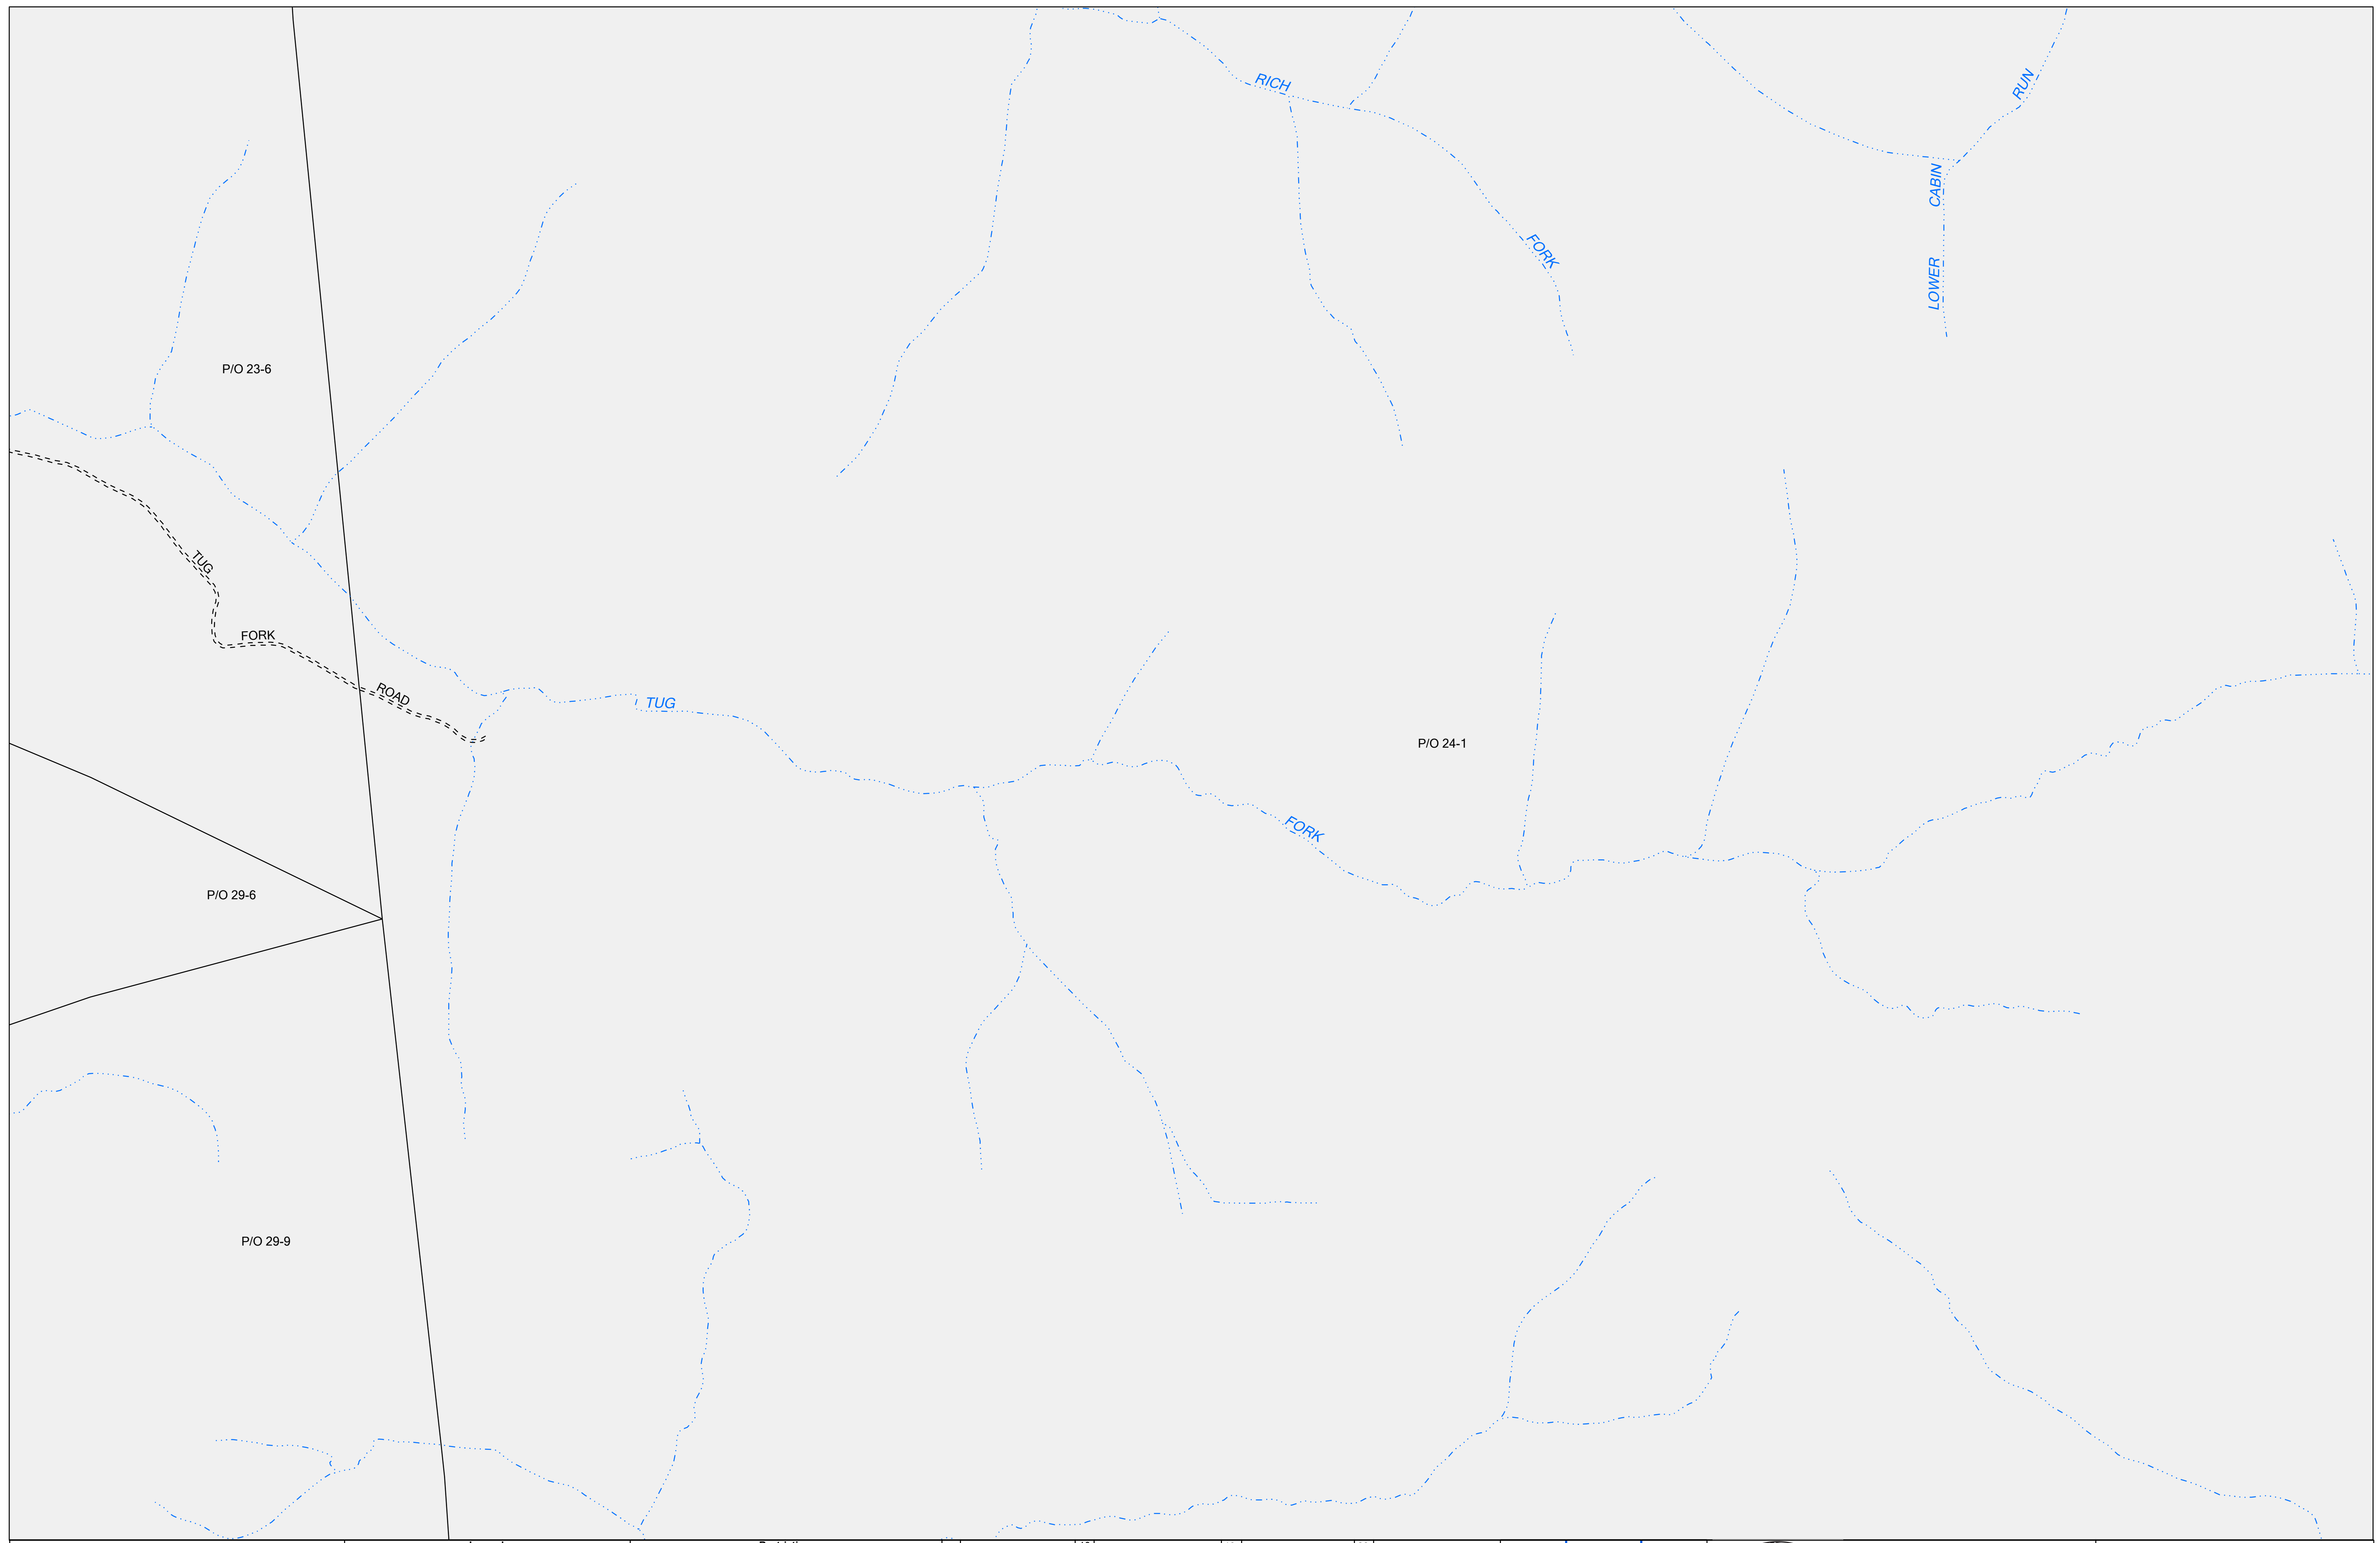 RICH
RUN
CABIN
FORK
LOWER
P/O 23-6
TUG
FORK
ROAD
TUG
P/O 24-1
FORK
P/O 29-6
P/O 29-9